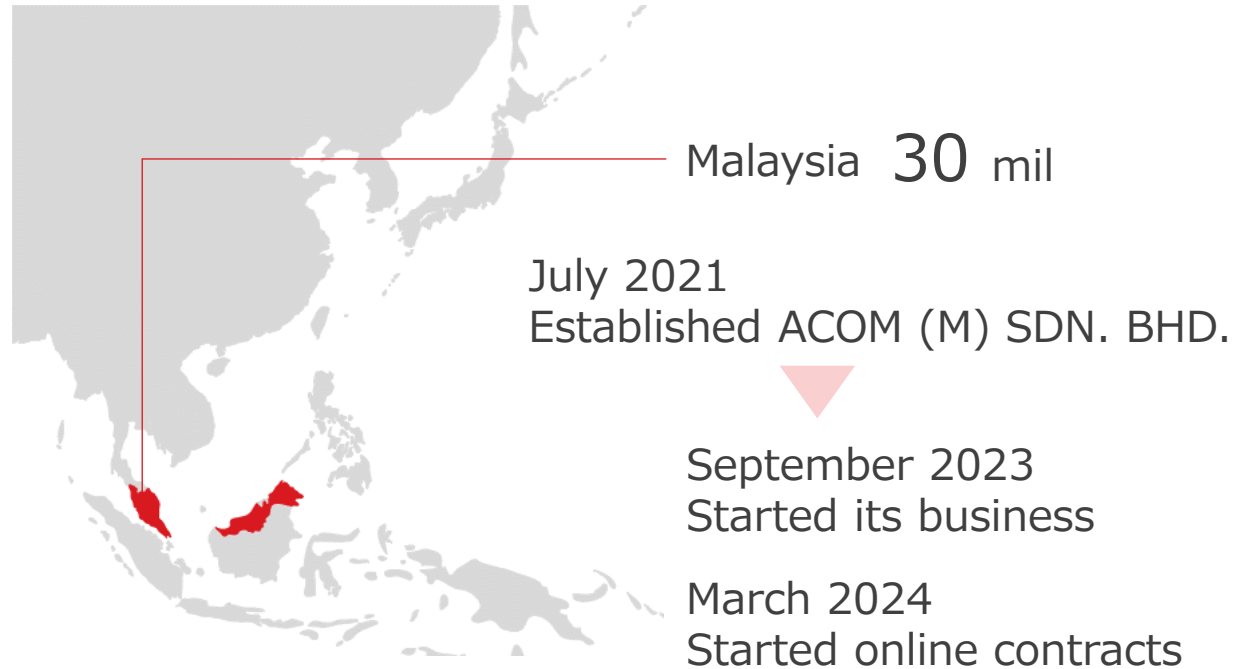 Malaysia 30 mil
July 2021
Established ACOM (M) SDN. BHD.
September 2023
Started its business
March 2024
Started online contracts